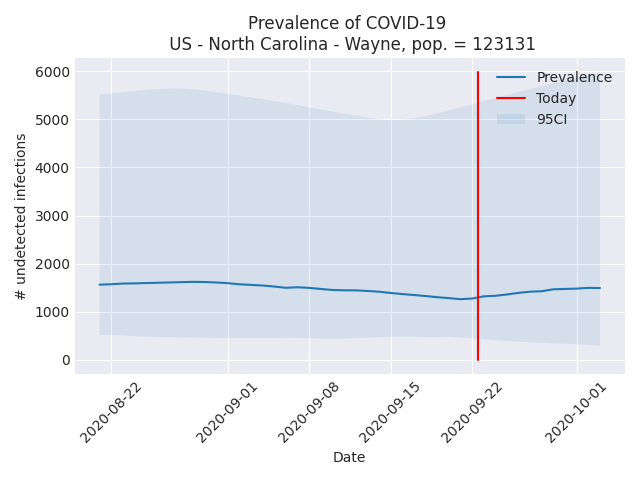 Prevalence of COVID-19
US - North Carolina - Wayne, pop. = 123131
6000
5000
4000
3000
2000
1000
0
# undetected infections
Prevalence
Today
95CI
2020-08-22
2020-09-01
2020-09-08
2020-09-15
2020-09-22
2020-10-01
Date